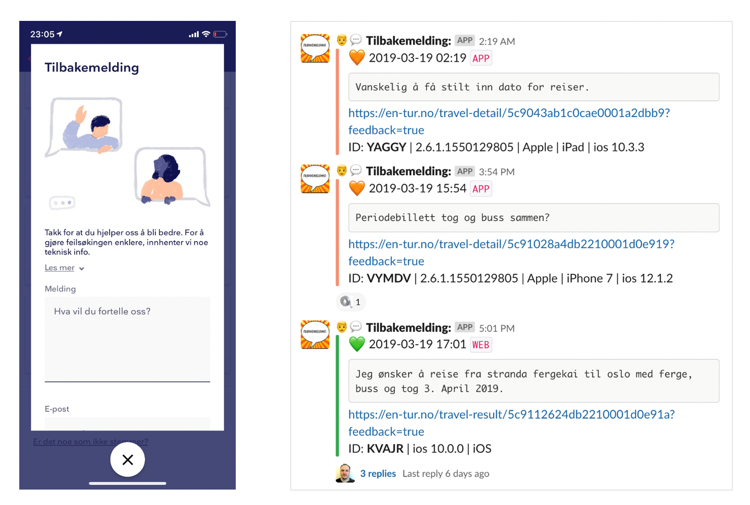 23:05
Tilbakemelding
Takk for at du hjelper oss å bli bedre. For å
gjøre feilsøkingen enklere, innhenter vi noe
teknisk info.
Les mer
Melding
Hva vil du fortelle oss?
E-post
Er det noe som ikke stemmer?
TILBAKEMELDING
Tilbakemelding: APP 2:19 AM
2019-03-19 02:19 APP
Vanskelig å få stilt inn dato for reiser.
https://en-tur.no/travel-detail/5c9043ab1c0cae0001a2dbb9?
feedback=true
ID: YAGGY | 2.6.1.1550129805 | Apple | iPad | ios 10.3.3
TILBAKEMELDING
Tilbakemelding: APP 3:54 PM
2019-03-19 15:54 APP
Periodebillett tog og buss sammen?
https://en-tur.no/travel-detail/5c91028a4db2210001d0e919?
feedback=true
ID: VYMDV | 2.6.1.1550129805 | Apple | iPhone 7 | ios 12.1.2
1
TILBAKEMELDING
Tilbakemelding: APP 5:01 PM
2019-03-19 17:01 WEB
Jeg ønsker å reise fra stranda fergekai til oslo med ferge,
buss og tog 3. April 2019.
https://en-tur.no/travel-result/5c9112624db2210001d0e91a?
feedback=true
ID: KVAJR | ios 10.0.0 | iOS
3 replies Last reply 6 days ago